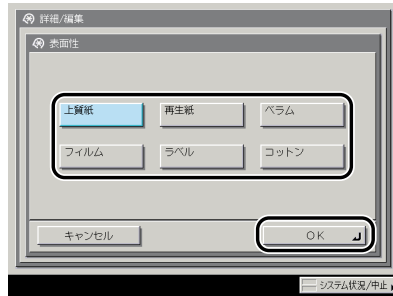 詳細/編集
表面性
上質紙 再生紙 ベラム
フィルム ラベル コットン
キャンセル OK
システム状況/中止